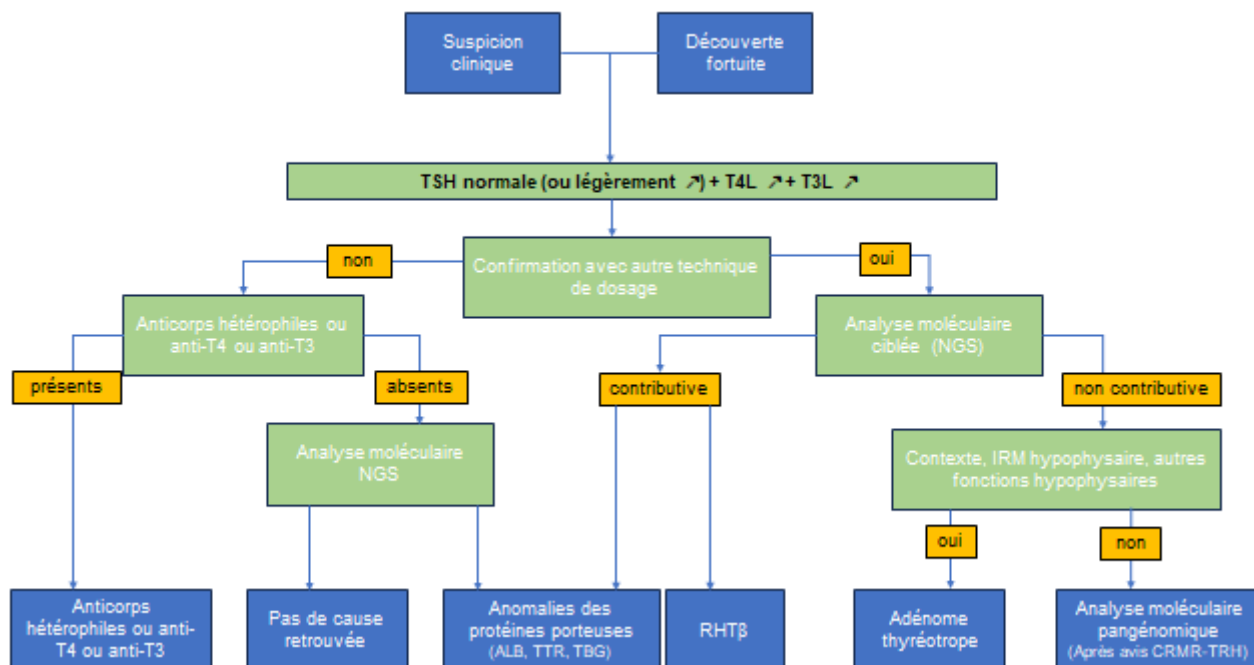 Suspicion
clinique
Découverte
fortuite
TSH normale (ou légèrement ↗) + T4L ↗ + T3L ↗
Confirmation avec autre technique
de dosage
non
oui
Anticorps hétérophiles ou
anti-T4 ou anti-T3
Analyse moléculaire
ciblée (NGS)
présents
absents
contributive
non contributive
Analyse moléculaire
NGS
Contexte, IRM hypophysaire, autres
fonctions hypophysaires
oui
non
Anticorps
hétérophiles ou anti-
T4 ou anti-T3
Pas de cause
retrouvée
Anomalies des
protéines porteuses
(ALB, TTR, TBG)
RHTβ
Adénome
thyréotrope
Analyse moléculaire
pangénomique
(Après avis CRMR-TRH)